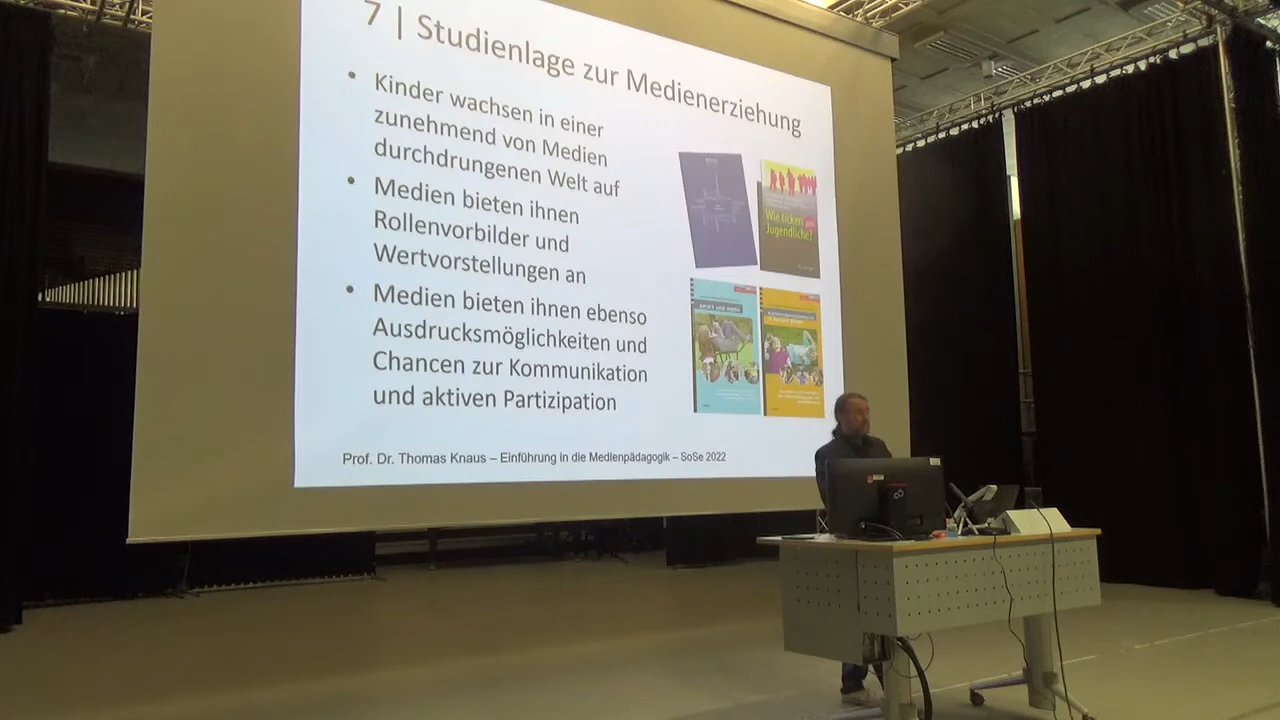 7 | Studienlage zur Medienerziehung
• Kinder wachsen in einer
zunehmend von Medien
durchdrungenen Welt auf
• Medien bieten ihnen
Rollenvorbilder und
Wertvorstellungen an
• Medien bieten ihnen ebenso
Ausdrucksmöglichkeiten und
Chancen zur Kommunikation
und aktiven Partizipation
Wie ticken
Jugendliche?
Prof. Dr. Thomas Knaus – Einführung in die Medienpädagogik – SoSe 2022